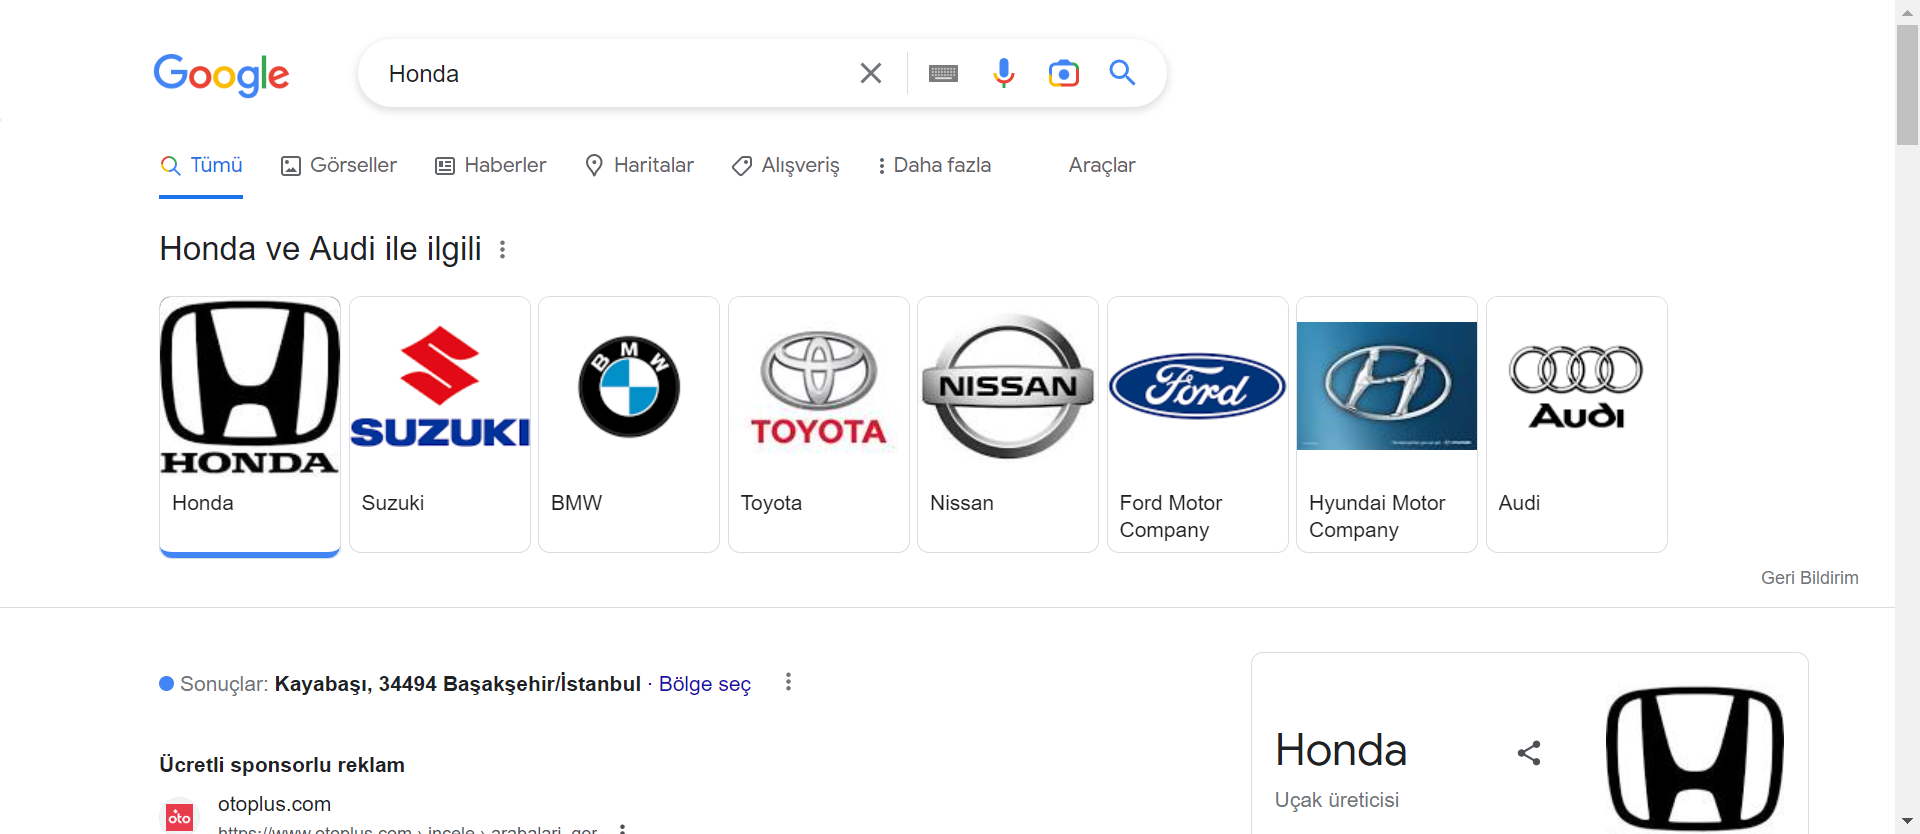 Google
Honda
Tümü
Görseller
Haberler
Haritalar
Alışveriş
Daha fazla
Araçlar
Honda ve Audi ile ilgili
HONDA
SUZUKI
BMW
TOYOTA
NISSAN
Ford
Audi
Honda
Suzuki
BMW
Toyota
Nissan
Ford Motor
Company
Hyundai Motor
Company
Audi
Geri Bildirim
Sonuçlar: Kayabaşı, 34494 Başakşehir/İstanbul · Bölge seç
Honda
Uçak üreticisi
Ücretli sponsorlu reklam
oto
otoplus.com
https://www.otoplus.com › incele › arabalari_gor